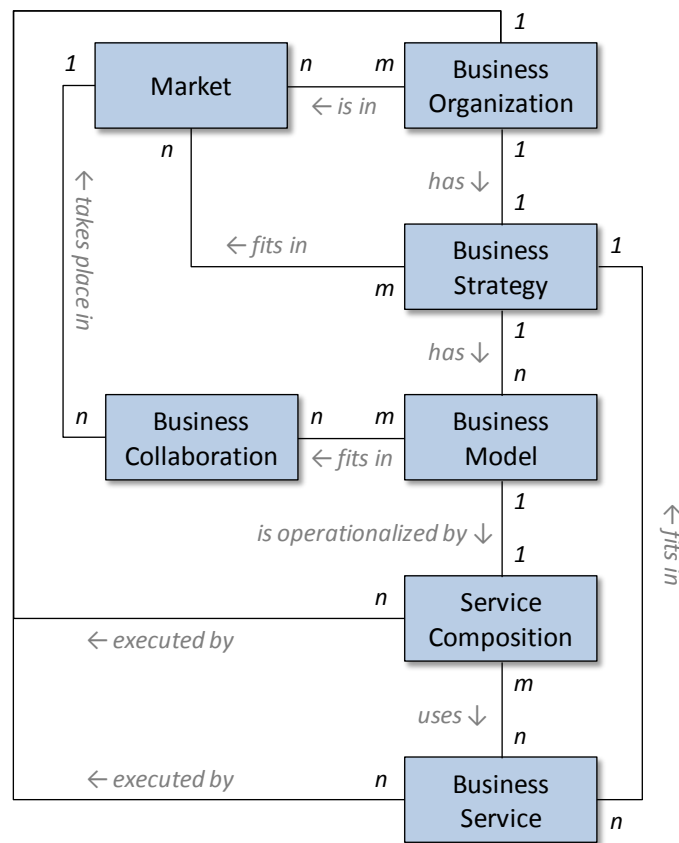 1
1
n
m
Market
Business
Organization
← is in
n
1
has ↓
1
← takes place in
← fits in
1
m
Business
Strategy
1
has ↓
n
n
Business
Collaboration
n
m
← fits in
Business
Model
1
is operationalized by ↓
1
← fits in
n
Service
Composition
← executed by
m
uses ↓
n
← executed by
n
Business
Service
n